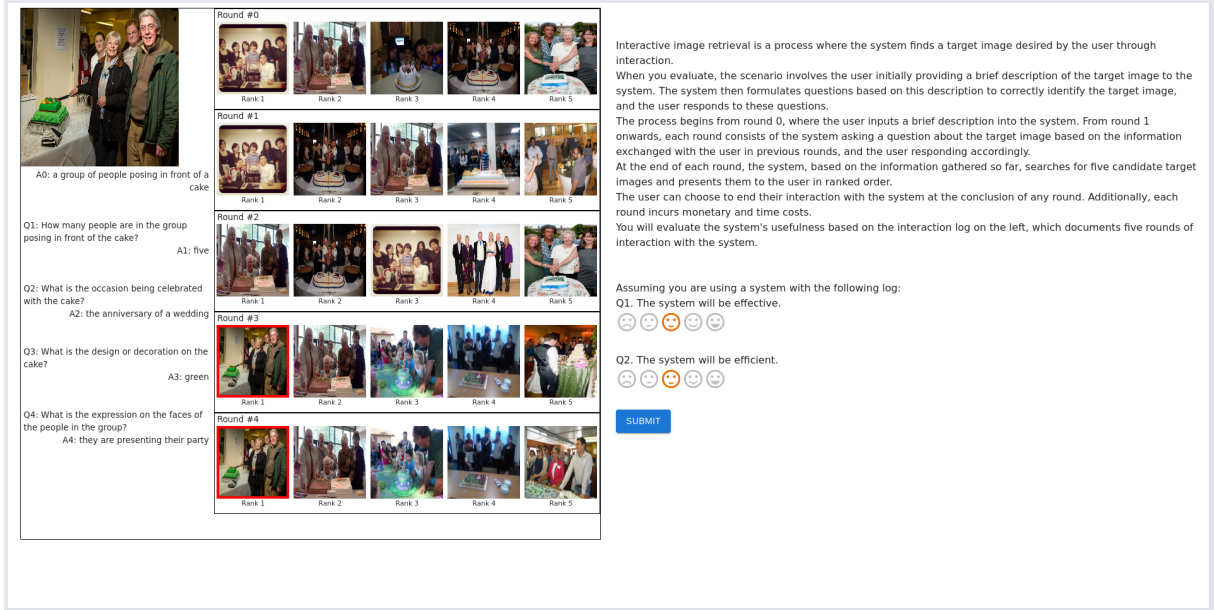 A0: a group of people posing in front of a
cake
Q1: How many people are in the group
posing in front of the cake?
A1: five
Q2: What is the occasion being celebrated
with the cake?
A2: the anniversary of a wedding
Q3: What is the design or decoration on the
cake?
A3: green
Q4: What is the expression on the faces of
the people in the group?
A4: they are presenting their party
Round #0
Rank 1 Rank 2 Rank 3 Rank 4 Rank 5
Round #1
Rank 1 Rank 2 Rank 3 Rank 4 Rank 5
Round #2
Rank 1 Rank 2 Rank 3 Rank 4 Rank 5
Round #3
Rank 1 Rank 2 Rank 3 Rank 4 Rank 5
Round #4
Rank 1 Rank 2 Rank 3 Rank 4 Rank 5
Interactive image retrieval is a process where the system finds a target image desired by the user through
interaction.
When you evaluate, the scenario involves the user initially providing a brief description of the target image to the
system. The system then formulates questions based on this description to correctly identify the target image,
and the user responds to these questions.
The process begins from round 0, where the user inputs a brief description into the system. From round 1
onwards, each round consists of the system asking a question about the target image based on the information
exchanged with the user in previous rounds, and the user responding accordingly.
At the end of each round, the system, based on the information gathered so far, searches for five candidate target
images and presents them to the user in ranked order.
The user can choose to end their interaction with the system at the conclusion of any round. Additionally, each
round incurs monetary and time costs.
You will evaluate the system's usefulness based on the interaction log on the left, which documents five rounds of
interaction with the system.
Assuming you are using a system with the following log:
Q1. The system will be effective.
Q2. The system will be efficient.
SUBMIT